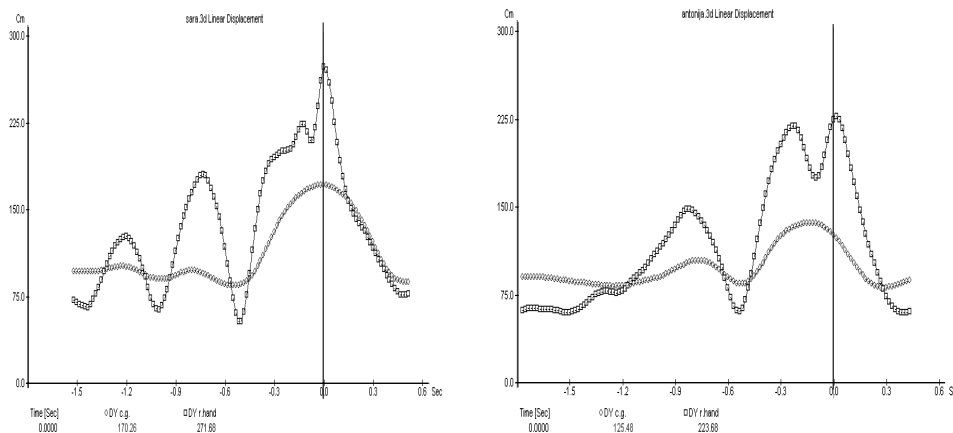 Cm
sara.3d Linear Displacement
300.0
225.0
150.0
75.0
0.0
-1.5 -1.2 -0.9 -0.6 -0.3 0.0 0.3 0.6 Sec
Time [Sec] ◇DY c.g. □DY r.hand
0.0000 170.26 271.68
Cm
antonija.3d Linear Displacement
300.0
225.0
150.0
75.0
0.0
-1.5 -1.2 -0.9 -0.6 -0.3 0.0 0.3 0.6 S
Time [Sec] ◇DY c.g. □DY r.hand
0.0000 125.48 223.68